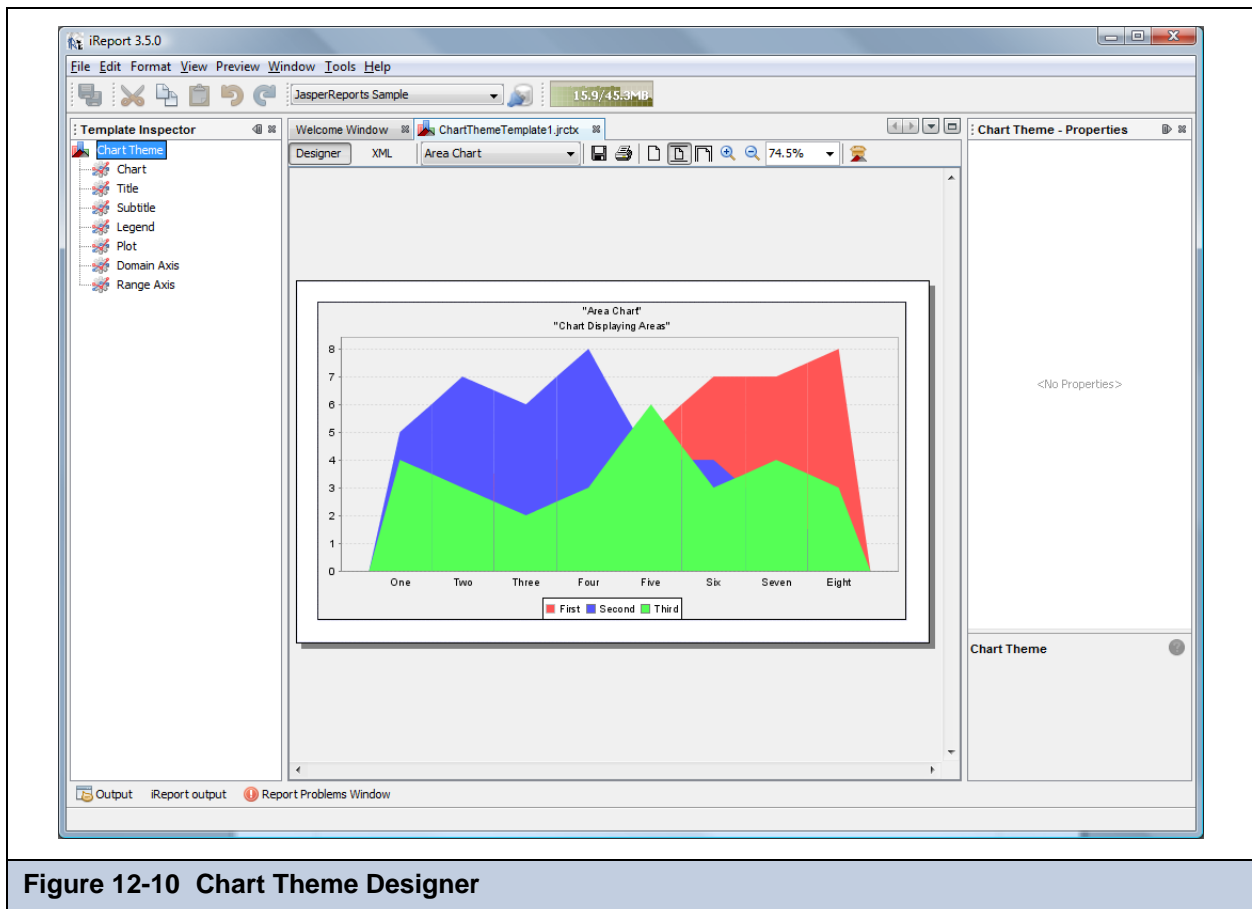 iReport 3.5.0
File Edit Format View Preview Window Tools Help
JasperReports Sample
15.9/45.3MB
Template Inspector
Welcome Window
ChartThemeTemplate1.jrctx
Chart Theme - Properties
Chart Theme
Chart
Title
Subtitle
Legend
Plot
Domain Axis
Range Axis
Designer
XML
Area Chart
74.5%
"Area Chart"
"Chart Displaying Areas"
8
7
6
5
4
3
2
1
0
One Two Three Four Five Six Seven Eight
First Second Third
<No Properties>
Chart Theme
?
Output
iReport output
Report Problems Window
Figure 12-10 Chart Theme Designer